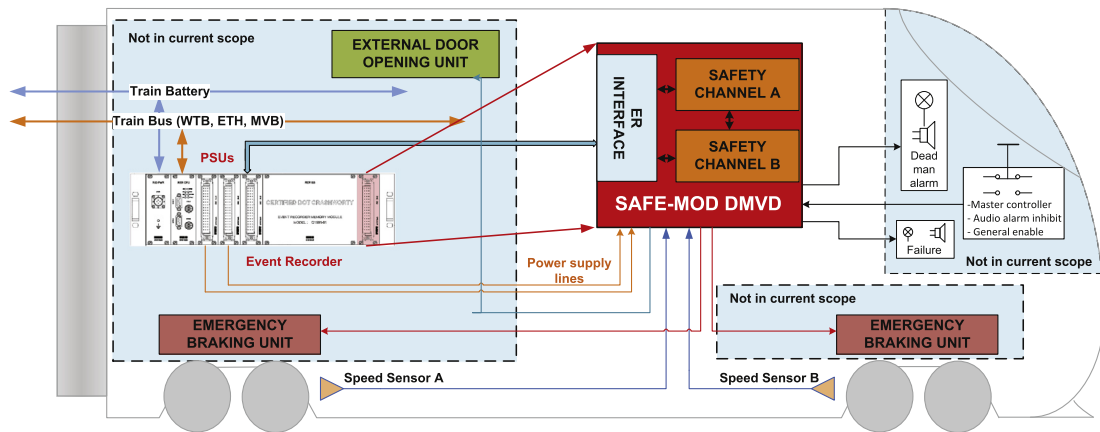 Not in current scope
EXTERNAL DOOR
OPENING UNIT
Train Battery
Train Bus (WTB, ETH, MVB)
PSUs
CERTIFIED DOT CRASHWORTY
Event Recorder
ER
INTERFACE
SAFETY
CHANNEL A
SAFETY
CHANNEL B
SAFE-MOD DMVD
Dead
man
alarm
-Master controller
- Audio alarm inhibit
- General enable
Failure
Not in current scope
Power supply
lines
Not in current scope
EMERGENCY
BRAKING UNIT
EMERGENCY
BRAKING UNIT
Speed Sensor A
Speed Sensor B